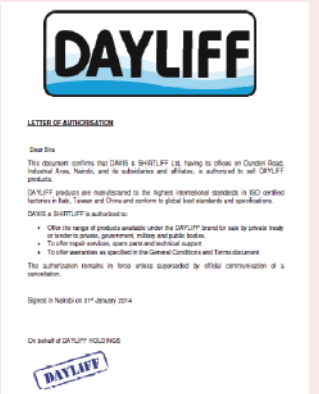 DAYLIFF
LETTER OF AUTHORISATION
Dear Sirs
This document confirms that DAVIS & SHIRTLIFF Ltd, having its offices on Dundori Road,
Industrial Area, Nairobi, and its subsidiaries and affiliates, is authorized to sell DAYLIFF
products.
DAYLIFF products are manufactured to the highest international standards in ISO certified
factories in Italy, Taiwan and China and conform to global best standards and specifications.
DAVIS & SHIRTLIFF is authorized to:
• Offer the range of products available under the DAYLIFF brand for sale by private treaty
or tender to private, government, military and public bodies.
• To offer repair services, spare parts and technical support
• To offer warranties as specified in the General Conditions and Terms document
The authorization remains in force unless superseded by official communication of a
cancellation.
Signed in Nairobi on 31st January 2014
On behalf of DAYLIFF HOLDINGS
DAYLIFF